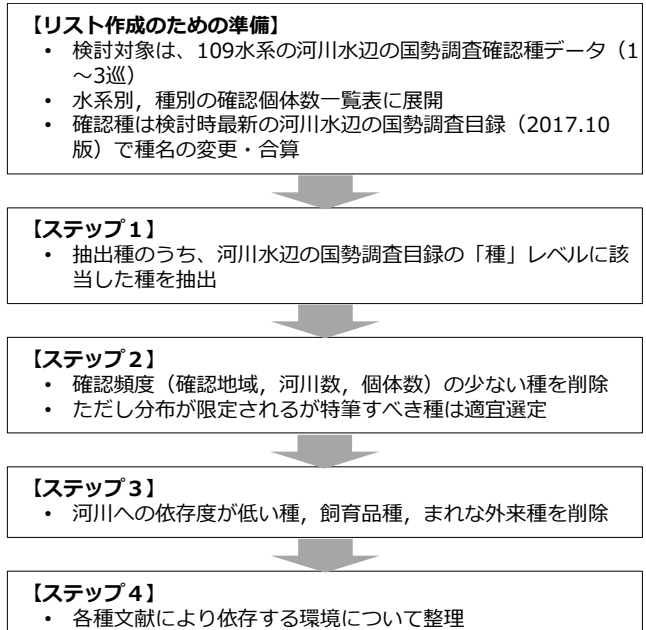 【リスト作成のための準備】
• 検討対象は、109水系の河川水辺の国勢調査確認種データ（1
～3巡）
• 水系別，種別の確認個体数一覧表に展開
• 確認種は検討時最新の河川水辺の国勢調査目録（2017.10
版）で種名の変更・合算
【ステップ１】
• 抽出種のうち、河川水辺の国勢調査目録の「種」レベルに該
当した種を抽出
【ステップ２】
• 確認頻度（確認地域，河川数，個体数）の少ない種を削除
• ただし分布が限定されるが特筆すべき種は適宜選定
【ステップ３】
• 河川への依存度が低い種，飼育品種，まれな外来種を削除
【ステップ４】
• 各種文献により依存する環境について整理